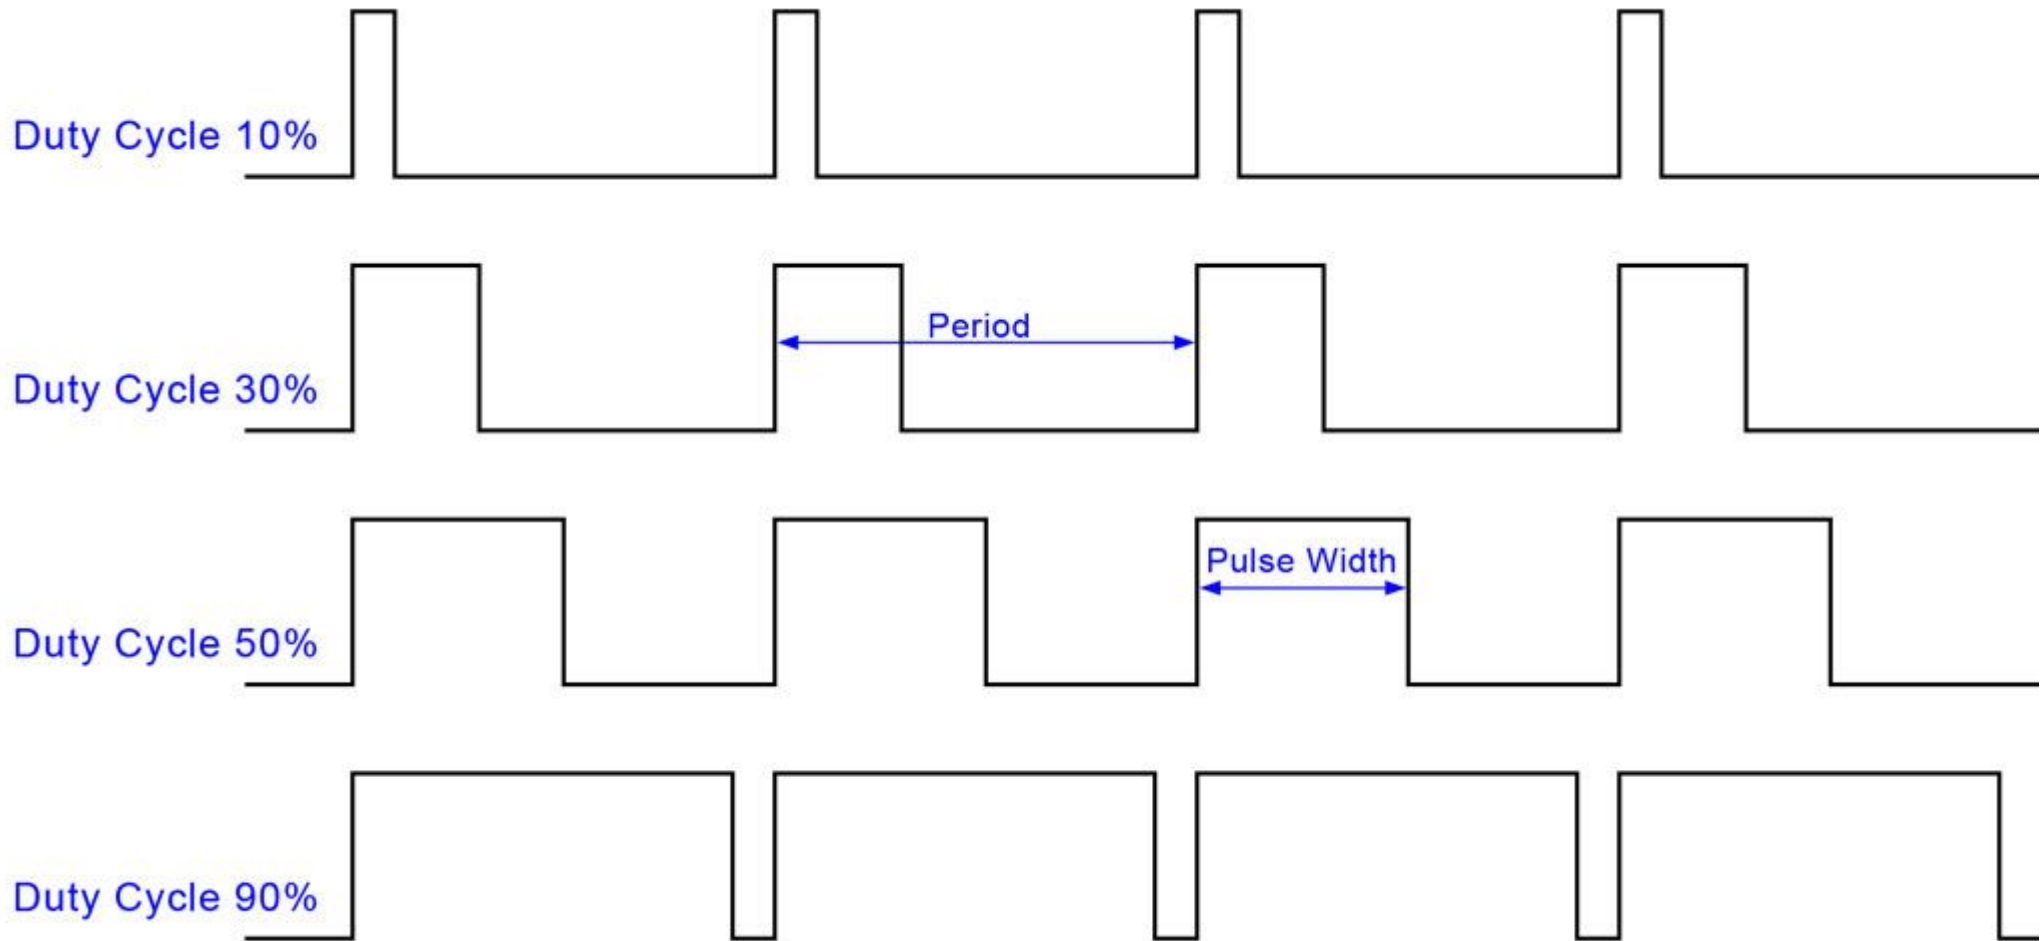 Duty Cycle 10%
Period
Duty Cycle 30%
Pulse Width
Duty Cycle 50%
Duty Cycle 90%